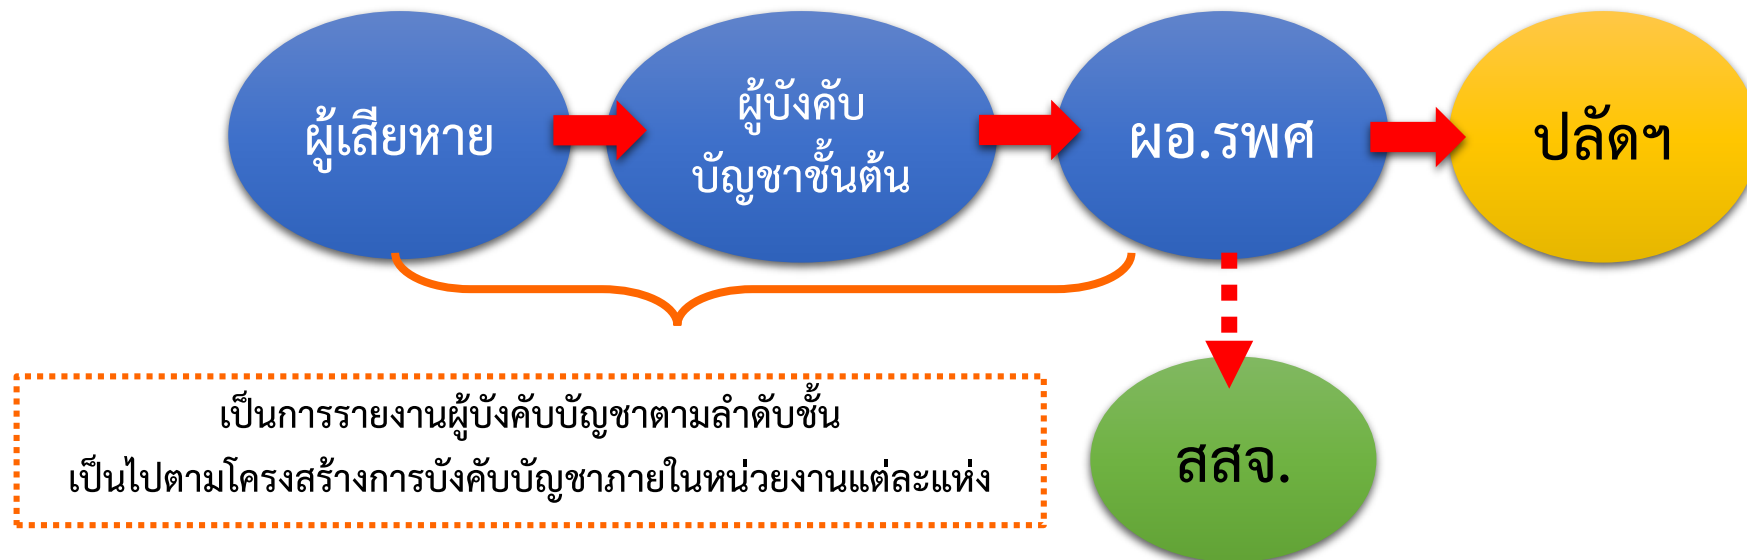 ผู้เสียหาย
ผู้บังคับ
บัญชาชั้นต้น
ผอ.รพศ
ปลัดฯ
เป็นการรายงานผู้บังคับบัญชาตามลำดับชั้น
เป็นไปตามโครงสร้างการบังคับบัญชาภายในหน่วยงานแต่ละแห่ง
สสจ.